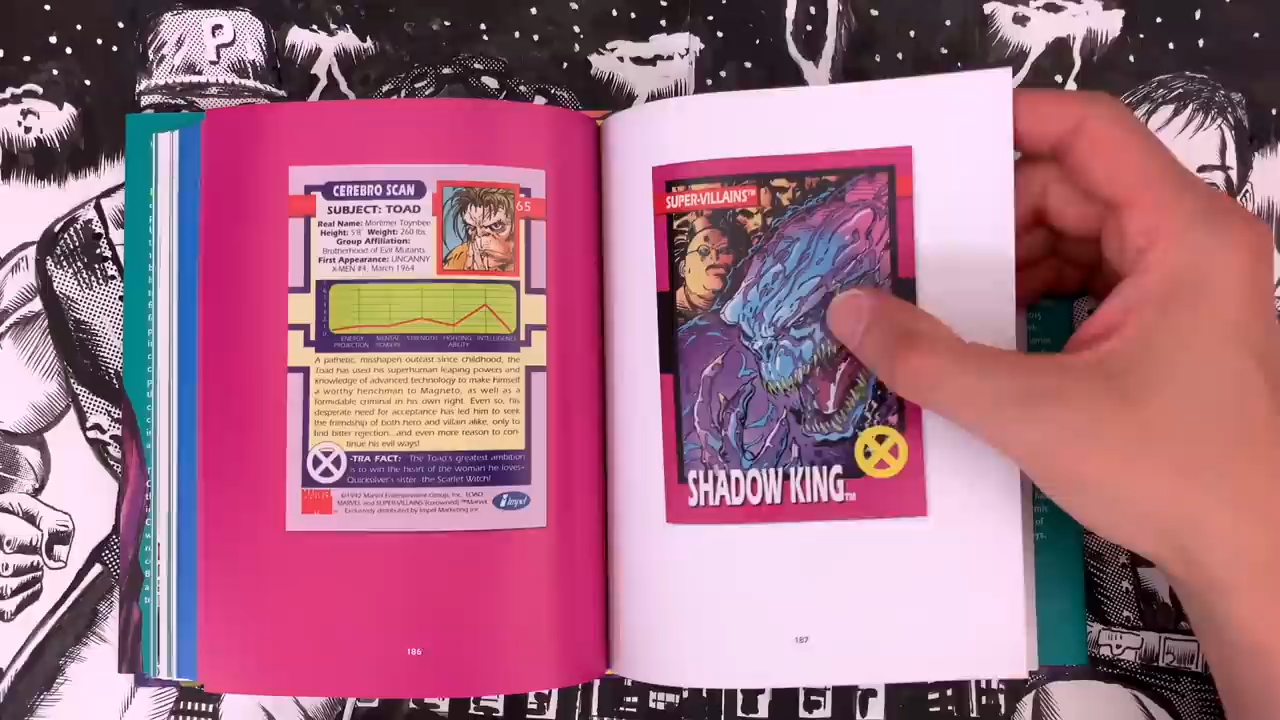 P
CEREBRO SCAN
65
SUBJECT: TOAD
Real Name: Mortimer Toynbee
Height: 5'8" Weight: 260 lbs.
Group Affiliation:
Brotherhood of Evil Mutants
First Appearance: UNCANNY
X-MEN #4, March 1964
ENERGY PROJECTION
MENTAL POWERS
STRENGTH
FIGHTING ABILITY
INTELLIGENCE
A pathetic, misshapen outcast since childhood, the
Toad has used his superhuman leaping powers and
knowledge of advanced technology to make himself
a worthy henchman to Magneto, as well as a
formidable criminal in his own right. Even so, his
desperate need for acceptance has led him to seek
the friendship of both hero and villain alike, only to
find bitter rejection...and even more reason to con-
tinue his evil ways!
X
-TRA FACT: The Toad's greatest ambition
is to win the heart of the woman he loves-
Quicksilver's sister the Scarlet Witch!
©1992 Marvel Entertainment Group, Inc. TOAD
MARVEL and SUPER-VILLAINS (cowowned) ™Marvel
Exclusively distributed by Impel Marketing Inc
Impel
186
SUPER-VILLAINS™
X
SHADOW KING™
187